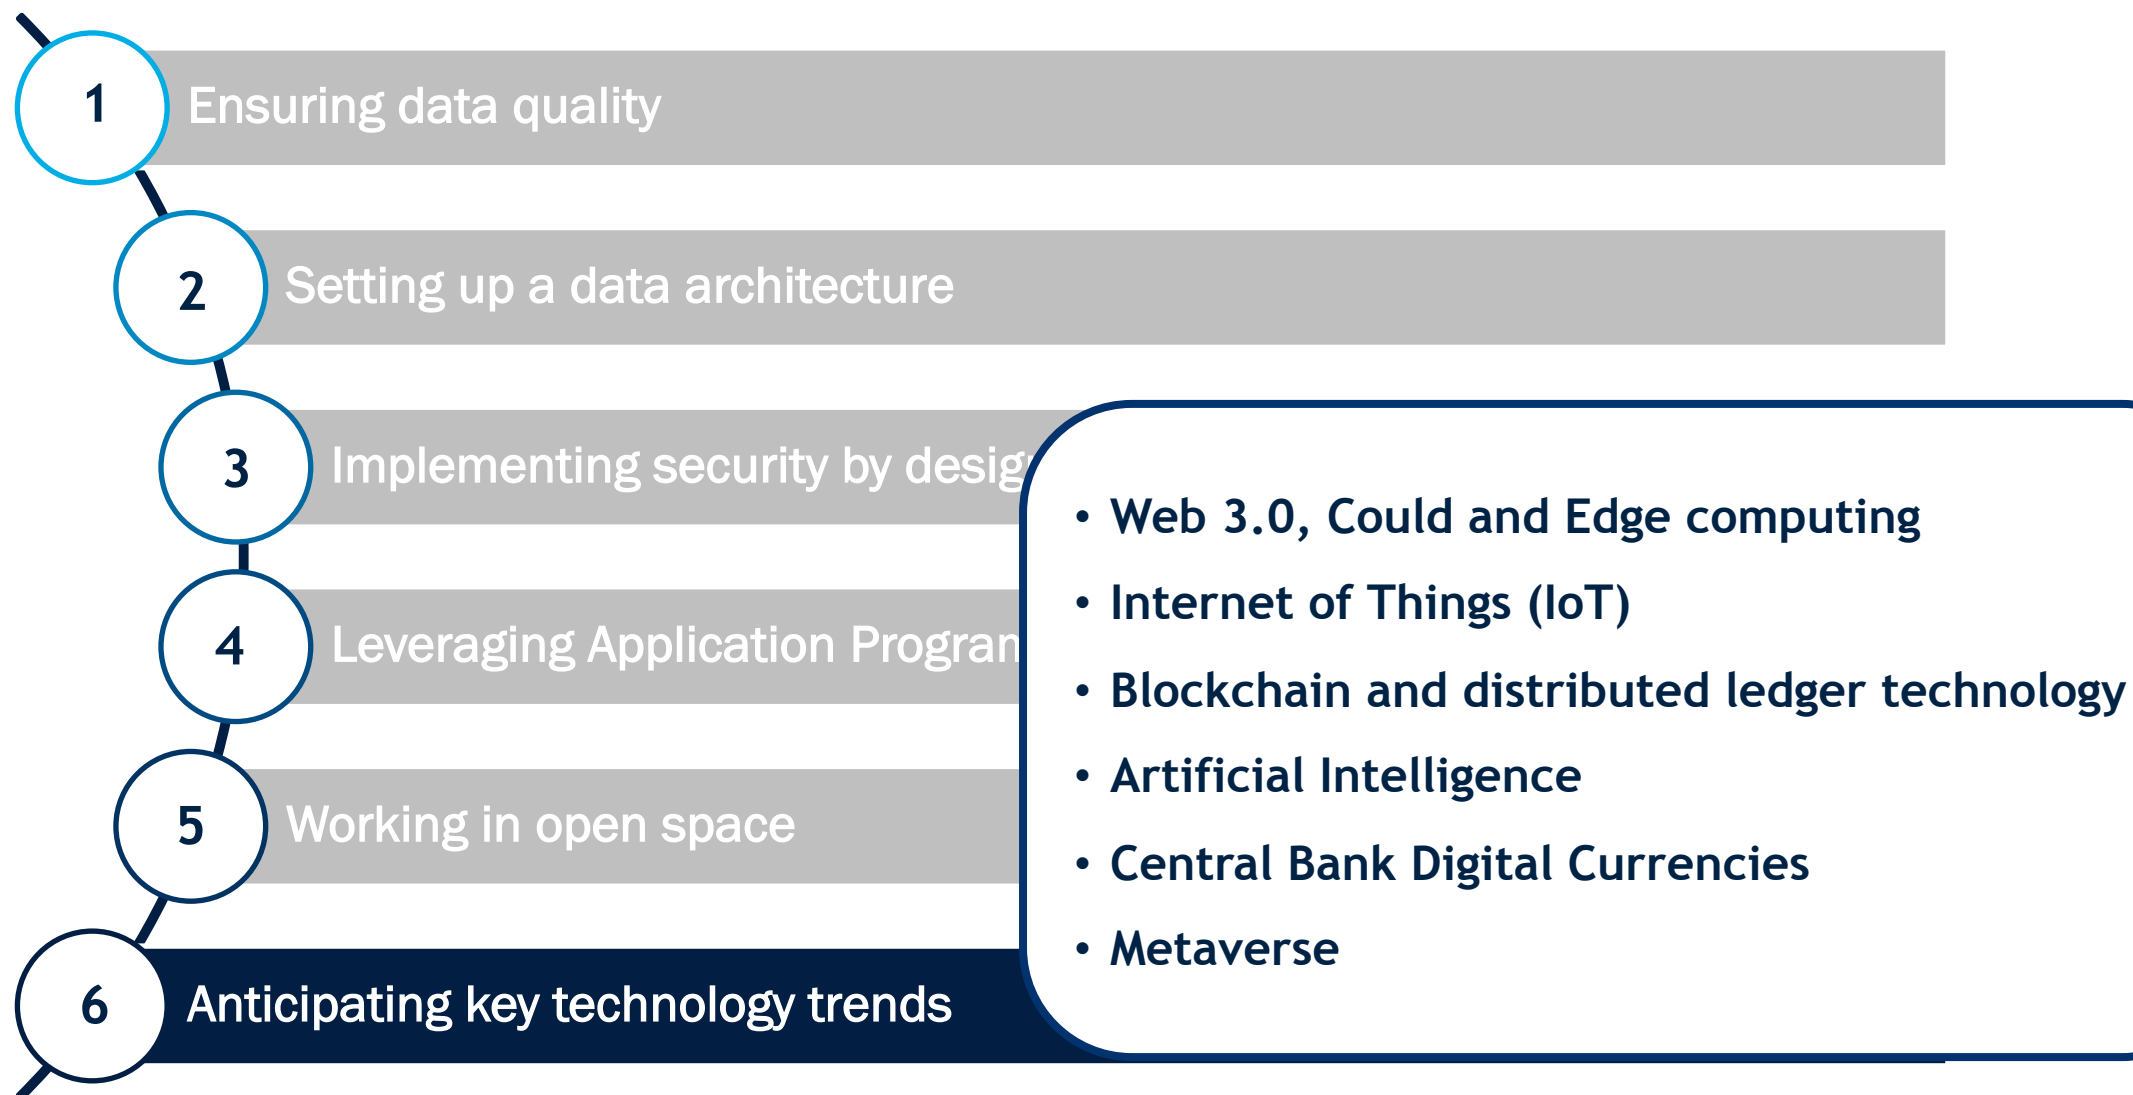 1
Ensuring data quality
2
Setting up a data architecture
3
Implementing security by
4
Leveraging Application
5
Working in open space
6
Anticipating key technology trends
• Web 3.0, Could and Edge computing
• Internet of Things (IoT)
• Blockchain and distributed ledger technology
• Artificial Intelligence
• Central Bank Digital Currencies
• Metaverse